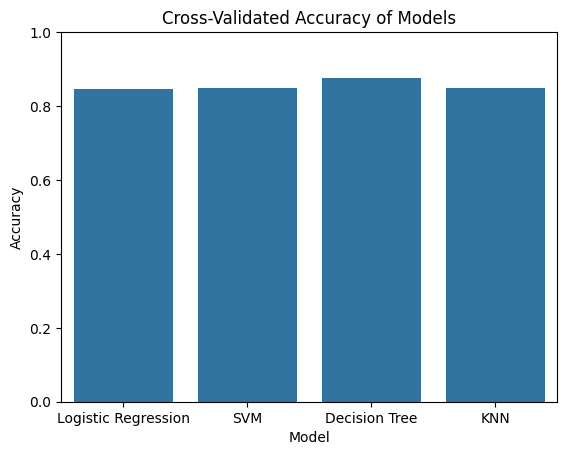 Cross-Validated Accuracy of Models
1.0
0.8
0.6
0.4
0.2
0.0
Accuracy
Logistic Regression SVM Decision Tree KNN
Model